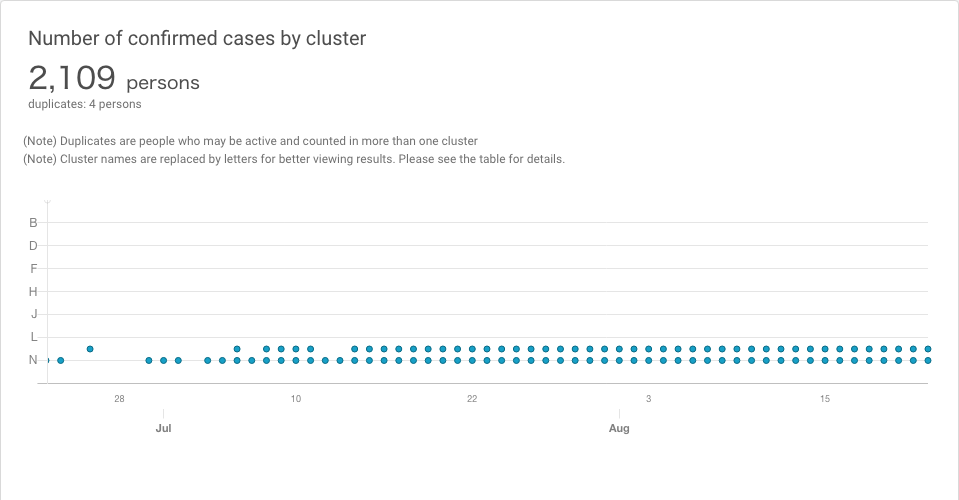 Number of confirmed cases by cluster
2,109 persons
duplicates: 4 persons
(Note) Duplicates are people who may be active and counted in more than one cluster
(Note) Cluster names are replaced by letters for better viewing results. Please see the table for details.
B
D
F
H
J
L
N
28 10 22 3 15
Jul Aug